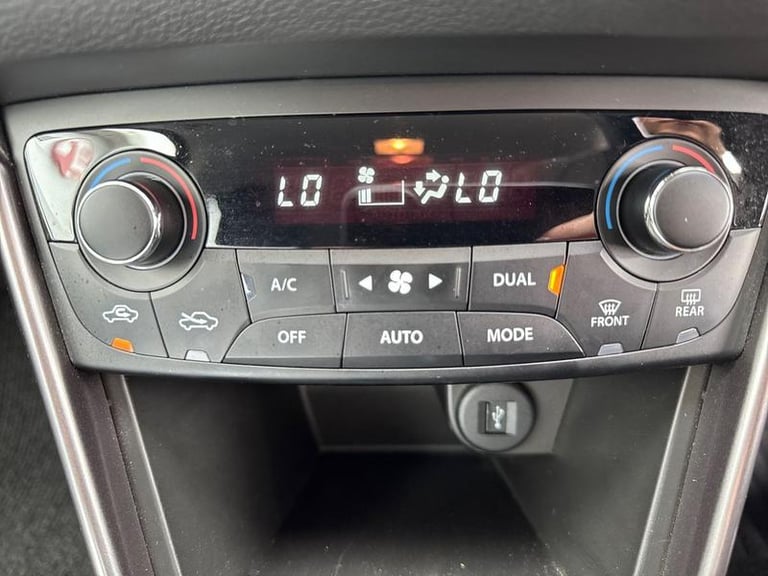 LO LO
A/C DUAL
OFF AUTO MODE FRONT REAR